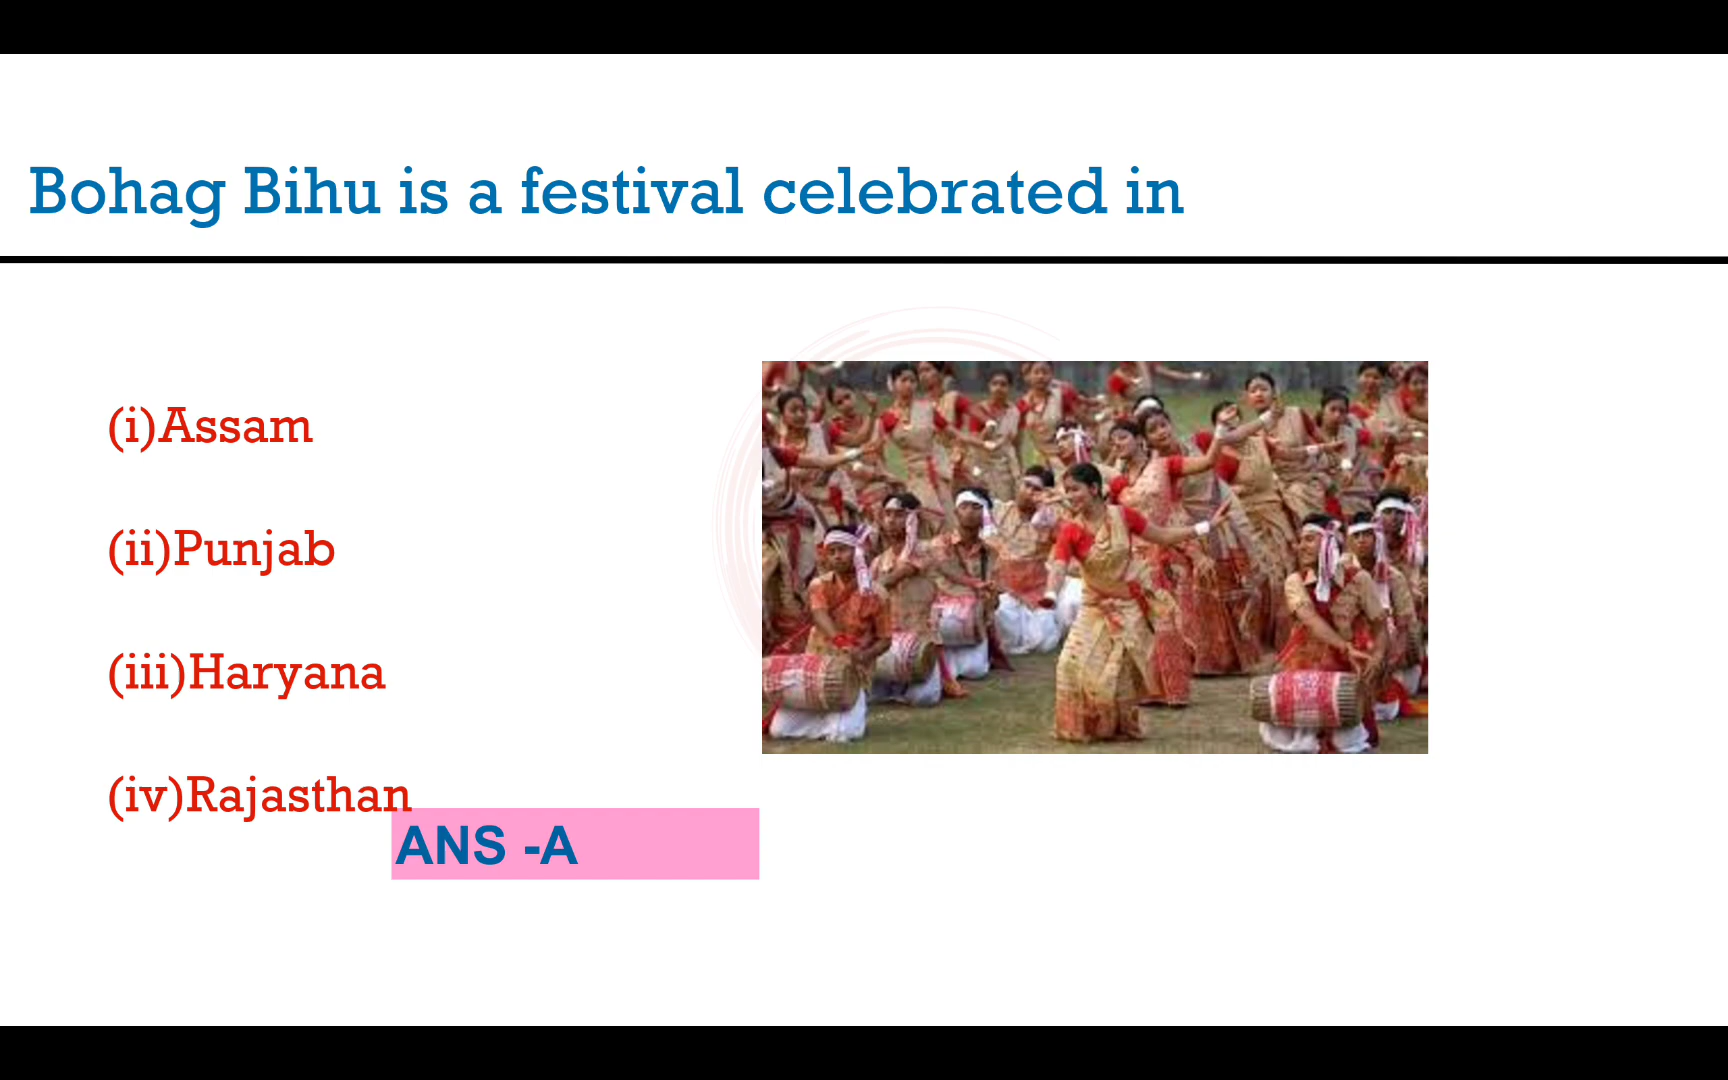 Bohag Bihu is a festival celebrated in
(i)Assam
(ii)Punjab
(iii)Haryana
(iv)Rajasthan
ANS -A